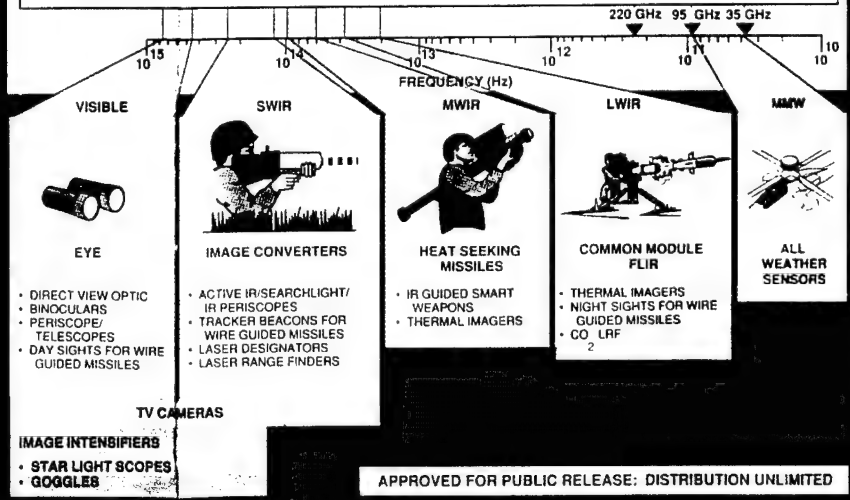 220 GHz 95 GHz 35 GHz
10^15 10^14 10^13 10^12 10^11 10^10
FREQUENCY (Hz)
VISIBLE
EYE
• DIRECT VIEW OPTIC
• BINOCULARS
• PERISCOPE/
TELESCOPES
• DAY SIGHTS FOR WIRE
GUIDED MISSILES
SWIR
IMAGE CONVERTERS
• ACTIVE IR/SEARCHLIGHT/
IR PERISCOPES
• TRACKER BEACONS FOR
WIRE GUIDED MISSILES
• LASER DESIGNATORS
• LASER RANGE FINDERS
MWIR
HEAT SEEKING
MISSILES
• IR GUIDED SMART
WEAPONS
• THERMAL IMAGERS
LWIR
COMMON MODULE
FLIR
• THERMAL IMAGERS
• NIGHT SIGHTS FOR WIRE
GUIDED MISSILES
• CO2 LRF
MMW
ALL
WEATHER
SENSORS
TV CAMERAS
IMAGE INTENSIFIERS
• STAR LIGHT SCOPES
• GOGGLES
APPROVED FOR PUBLIC RELEASE: DISTRIBUTION UNLIMITED